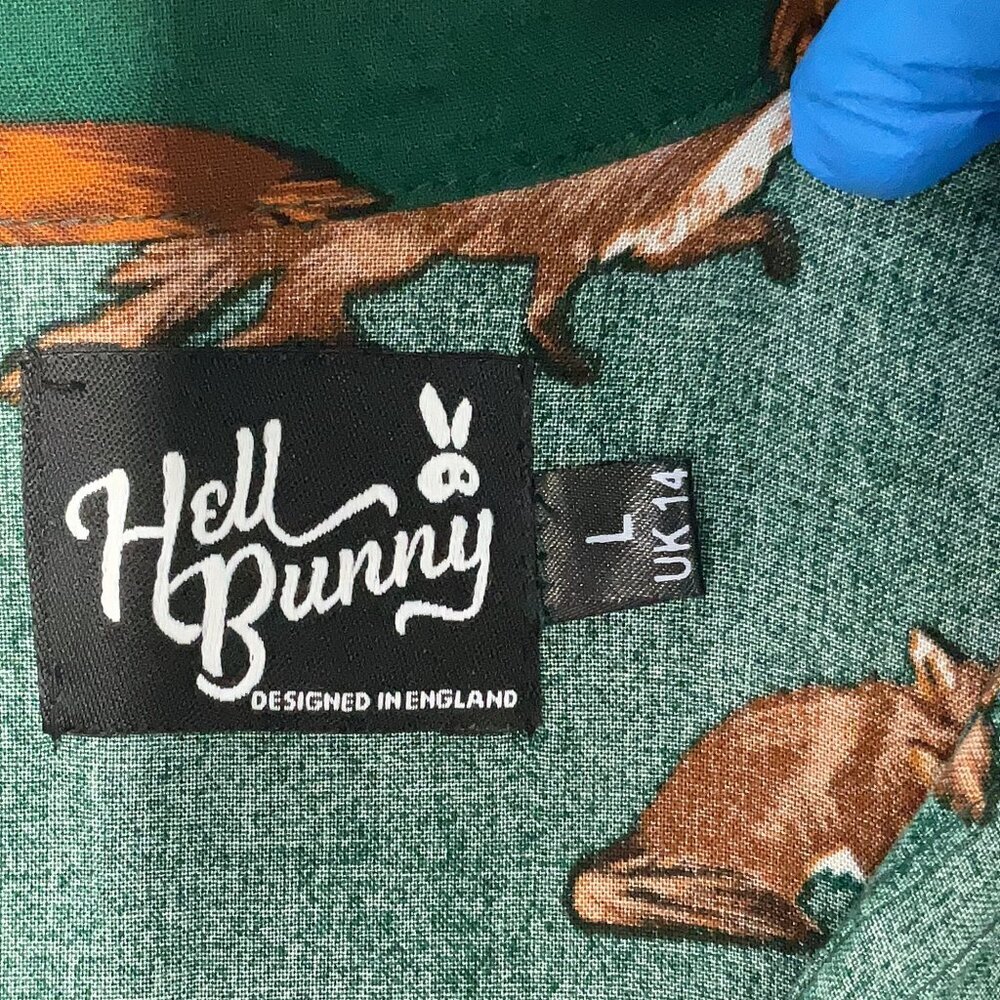 Hell
Bunny
DESIGNED IN ENGLAND
L
UK 14